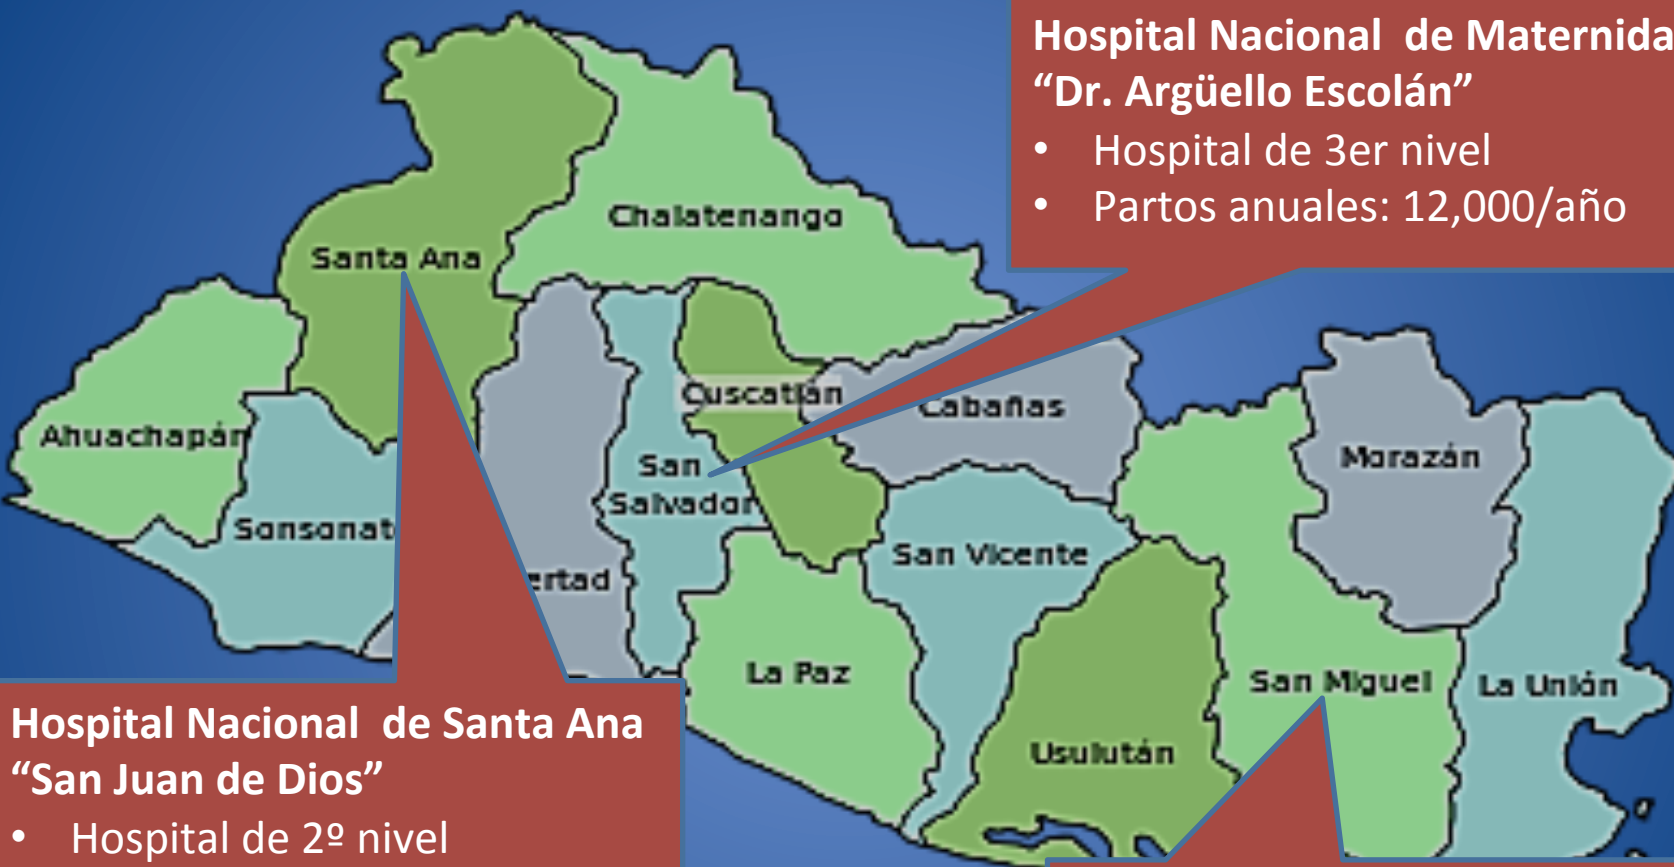 Hospital Nacional de Maternida
“Dr. Argüello Escolán”
• Hospital de 3er nivel
• Partos anuales: 12,000/año
Chalatenango
Santa Ana
Cuscatlán
Cabañas
Ahuachapán
Morazán
San
Salvador
Sonsonat
ertad
San Vicente
La Paz
San Miguel
La Unión
Usulután
Hospital Nacional de Santa Ana
“San Juan de Dios”
• Hospital de 2º nivel